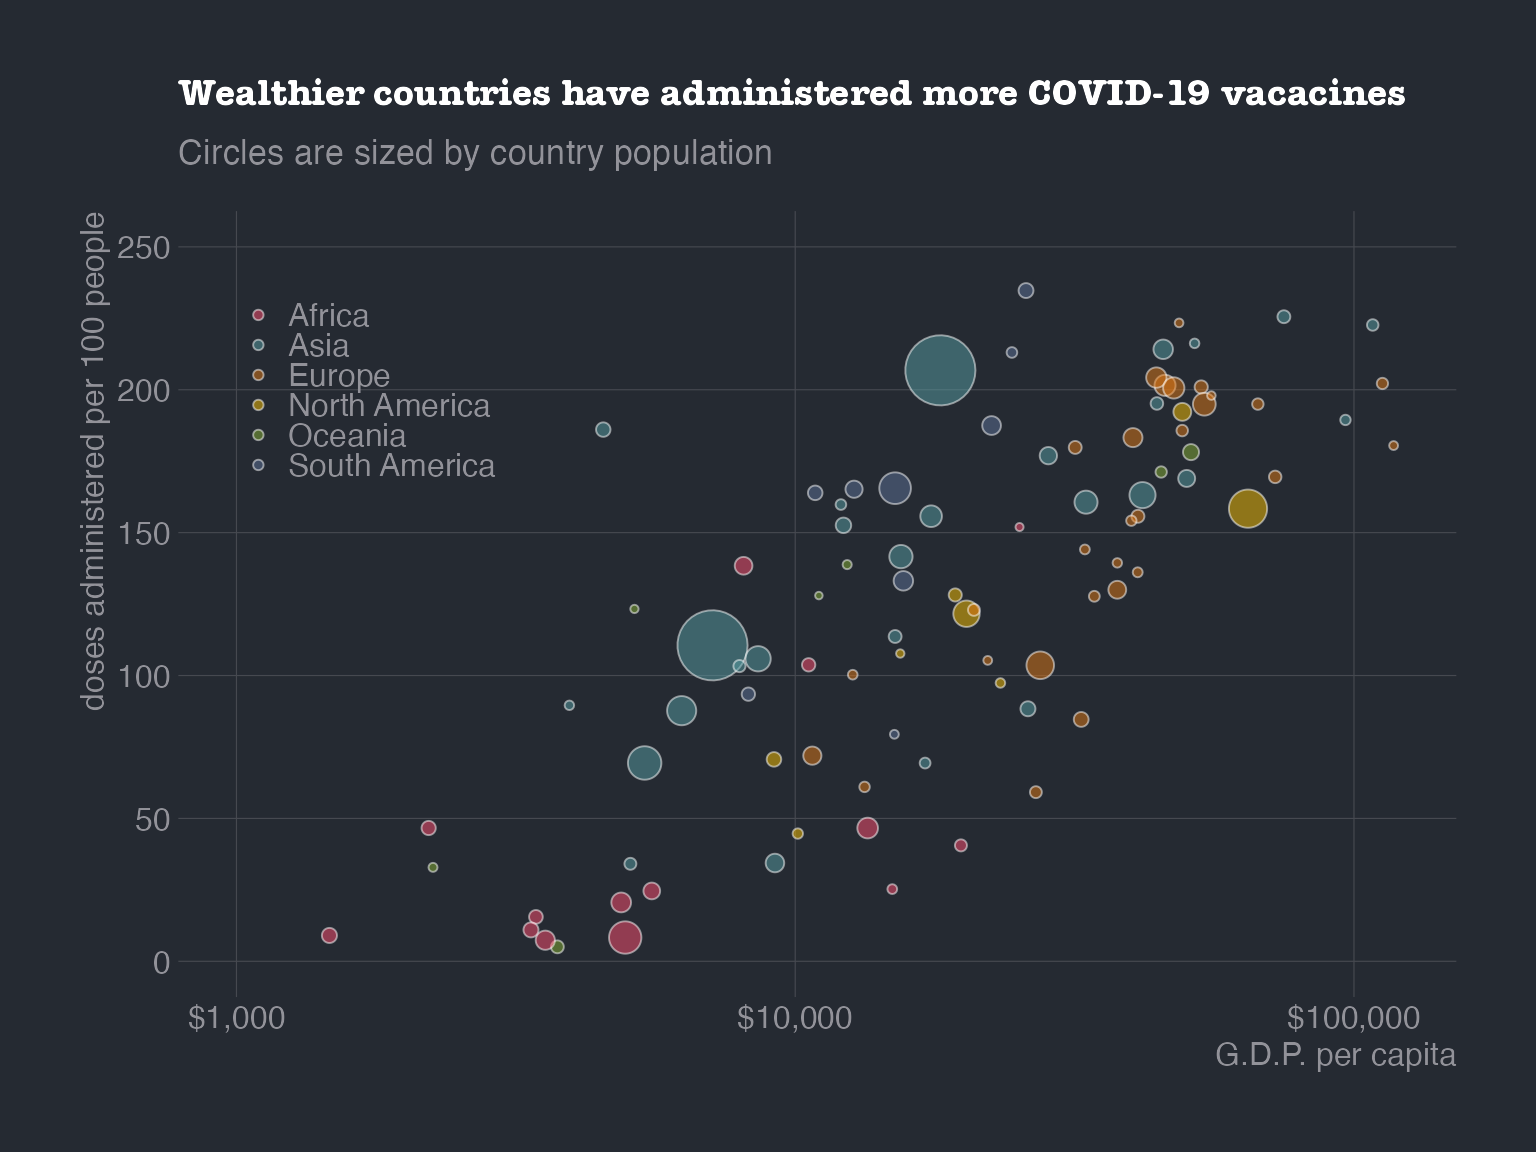 Wealthier countries have administered more COVID-19 vacacines
Circles are sized by country population
doses administered per 100 people
250
200
150
100
50
0
Africa
Asia
Europe
North America
Oceania
South America
$1,000
$10,000
$100,000
G.D.P. per capita